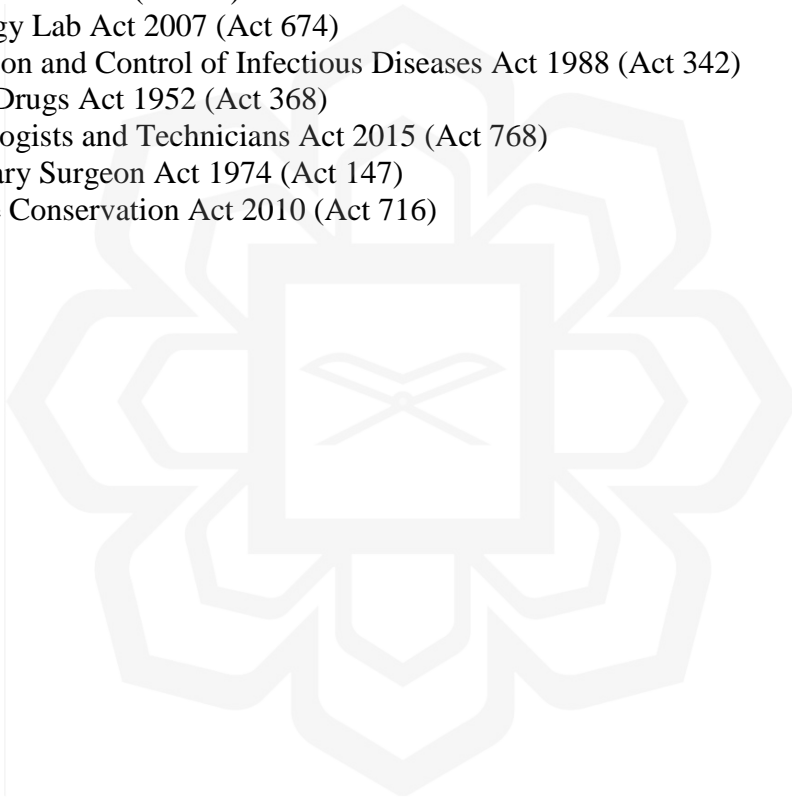 gy Lab Act 2007 (Act 674)
on and Control of Infectious Diseases Act 1988 (Act 342)
Drugs Act 1952 (Act 368)
ogists and Technicians Act 2015 (Act 768)
ary Surgeon Act 1974 (Act 147)
Conservation Act 2010 (Act 716)